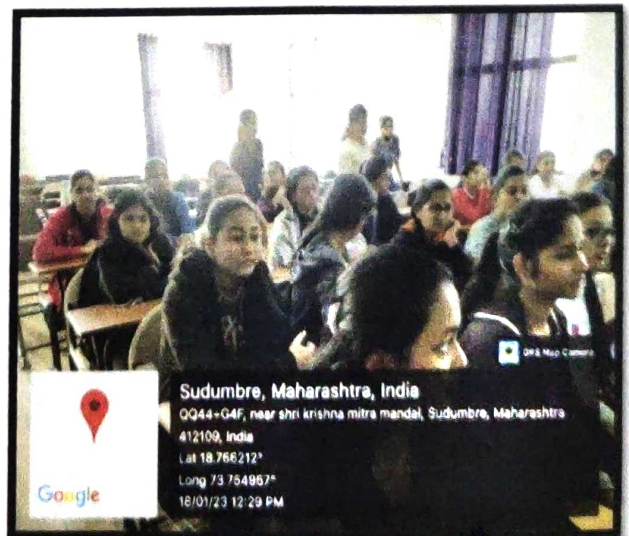 GPS Map Camera
Sudumbre, Maharashtra, India
QQ44+G4F, near shri krishna mitra mandal, Sudumbre, Maharashtra
412109, India
Lat 18.766212°
Long 73.754967°
18/01/23 12:29 PM
Google